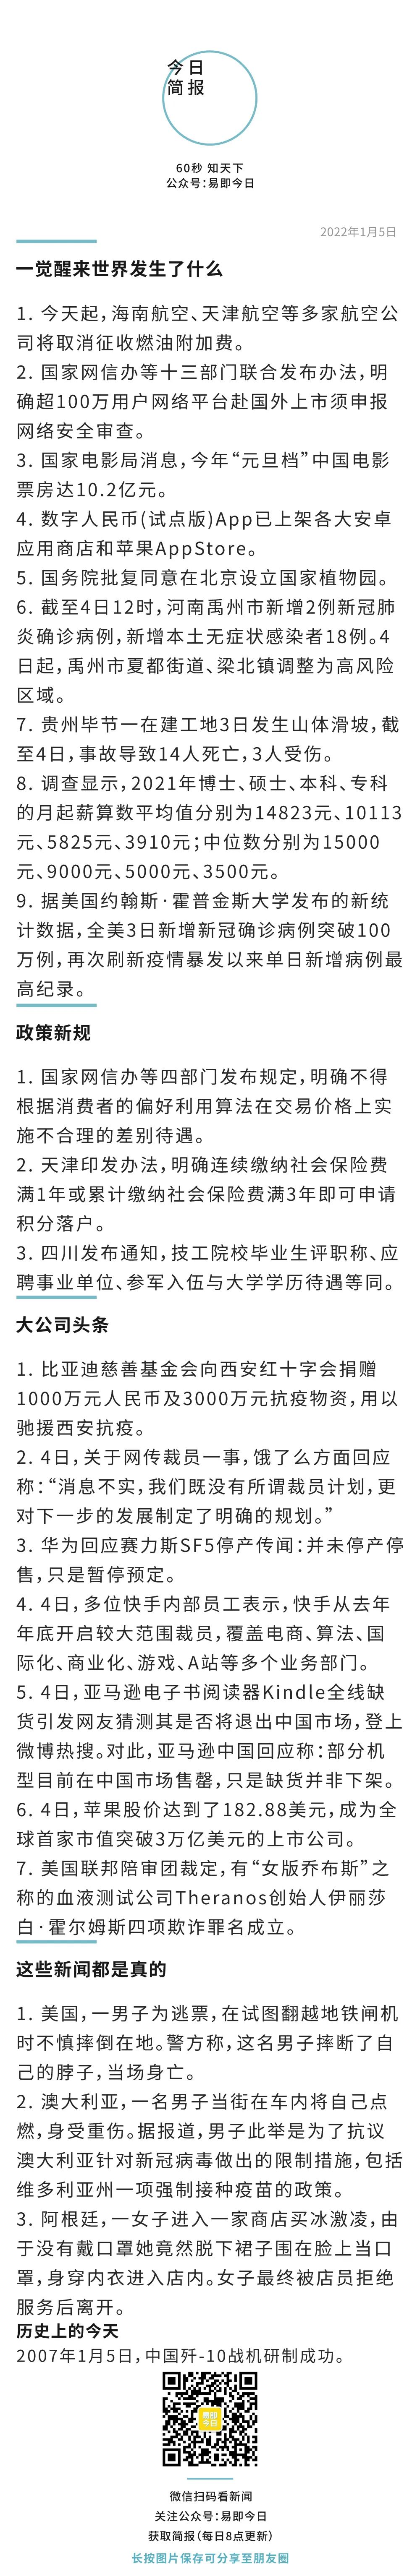 今日
简报
60秒 知天下
公众号：易即今日
2022年1月5日
一觉醒来世界发生了什么
1. 今天起，海南航空、天津航空等多家航空公
司将取消征收燃油附加费。
2. 国家网信办等十三部门联合发布办法，明
确超100万用户网络平台赴国外上市须申报
网络安全审查。
3. 国家电影局消息，今年“元旦档”中国电影
票房达10.2亿元。
4. 数字人民币(试点版)App已上架各大安卓
应用商店和苹果AppStore。
5. 国务院批复同意在北京设立国家植物园。
6. 截至4日12时，河南禹州市新增2例新冠肺
炎确诊病例，新增本土无症状感染者18例。4
日起，禹州市夏都街道、梁北镇调整为高风险
区域。
7. 贵州毕节一在建工地3日发生山体滑坡，截
至4日，事故导致14人死亡，3人受伤。
8. 调查显示，2021年博士、硕士、本科、专科
的月起薪算数平均值分别为14823元、10113
元、5825元、3910元；中位数分别为15000
元、9000元、5000元、3500元。
9. 据美国约翰斯·霍普金斯大学发布的新统
计数据，全美3日新增新冠确诊病例突破100
万例，再次刷新疫情暴发以来单日新增病例最
高纪录。
政策新规
1. 国家网信办等四部门发布规定，明确不得
根据消费者的偏好利用算法在交易价格上实
施不合理的差别待遇。
2. 天津印发办法，明确连续缴纳社会保险费
满1年或累计缴纳社会保险费满3年即可申请
积分落户。
3. 四川发布通知，技工院校毕业生评职称、应
聘事业单位、参军入伍与大学学历待遇等同。
大公司头条
1. 比亚迪慈善基金会向西安红十字会捐赠
1000万元人民币及3000万元抗疫物资，用以
驰援西安抗疫。
2. 4日，关于网传裁员一事，饿了么方面回应
称：“消息不实，我们既没有所谓裁员计划，更
对下一步的发展制定了明确的规划。”
3. 华为回应赛力斯SF5停产传闻：并未停产停
售，只是暂停预定。
4. 4日，多位快手内部员工表示，快手从去年
年底开启较大范围裁员，覆盖电商、算法、国
际化、商业化、游戏、A站等多个业务部门。
5. 4日，亚马逊电子书阅读器Kindle全线缺
货引发网友猜测其是否将退出中国市场，登上
微博热搜。对此，亚马逊中国回应称：部分机
型目前在中国市场售罄，只是缺货并非下架。
6. 4日，苹果股价达到了182.88美元，成为全
球首家市值突破3万亿美元的上市公司。
7. 美国联邦陪审团裁定，有“女版乔布斯”之
称的血液测试公司Theranos创始人伊丽莎
白·霍尔姆斯四项欺诈罪名成立。
这些新闻都是真的
1. 美国，一男子为逃票，在试图翻越地铁闸机
时不慎摔倒在地。警方称，这名男子摔断了自
己的脖子，当场身亡。
2. 澳大利亚，一名男子当街在车内将自己点
燃，身受重伤。据报道，男子此举是为了抗议
澳大利亚针对新冠病毒做出的限制措施，包括
维多利亚州一项强制接种疫苗的政策。
3. 阿根廷，一女子进入一家商店买冰激凌，由
于没有戴口罩她竟然脱下裙子围在脸上当口
罩，身穿内衣进入店内。女子最终被店员拒绝
服务后离开。
历史上的今天
2007年1月5日，中国歼-10战机研制成功。
易即
今日
微信扫码看新闻
关注公众号：易即今日
获取简报（每日8点更新）
长按图片保存可分享至朋友圈